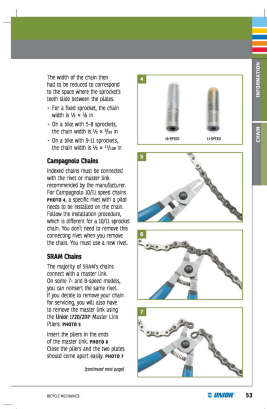 The width of the chain then
had to be reduced to correspond
to the space where the sprocket's
teeth slide between the plates.
• For a fixed sprocket, the chain
width is ½ × ⅛ in
• On a bike with 5-8 sprockets,
the chain width is ½ × 3/32 in
• On a bike with 9-11 sprockets,
the chain width is ½ × 11/128 in
Campagnolo Chains
Indexed chains must be connected
with the rivet or master link
recommended by the manufacturer.
For Campagnolo 10/11 speed chains
PHOTO 4, a specific rivet with a pilot
needs to be installed on the chain.
Follow the installation procedure,
which is different for a 10/11 sprocket
chain. You don't need to remove this
connecting rivet when you remove
the chain. You must use a new rivet.
SRAM Chains
The majority of SRAM's chains
connect with a master link.
On some 7- and 8-speed models,
you can reinsert the same rivet.
If you decide to remove your chain
for servicing, you will also have
to remove the master link using
the Unior 1720/2DP Master Link
Pliers. PHOTO 5
Insert the pliers in the ends
of the master link. PHOTO 6
Close the pliers and the two plates
should come apart easily. PHOTO 7
(continued next page)
4
10-SPEED
11-SPEED
5
6
7
INFORMATION
CHAIN
BICYCLE MECHANICS
UNIOR
53